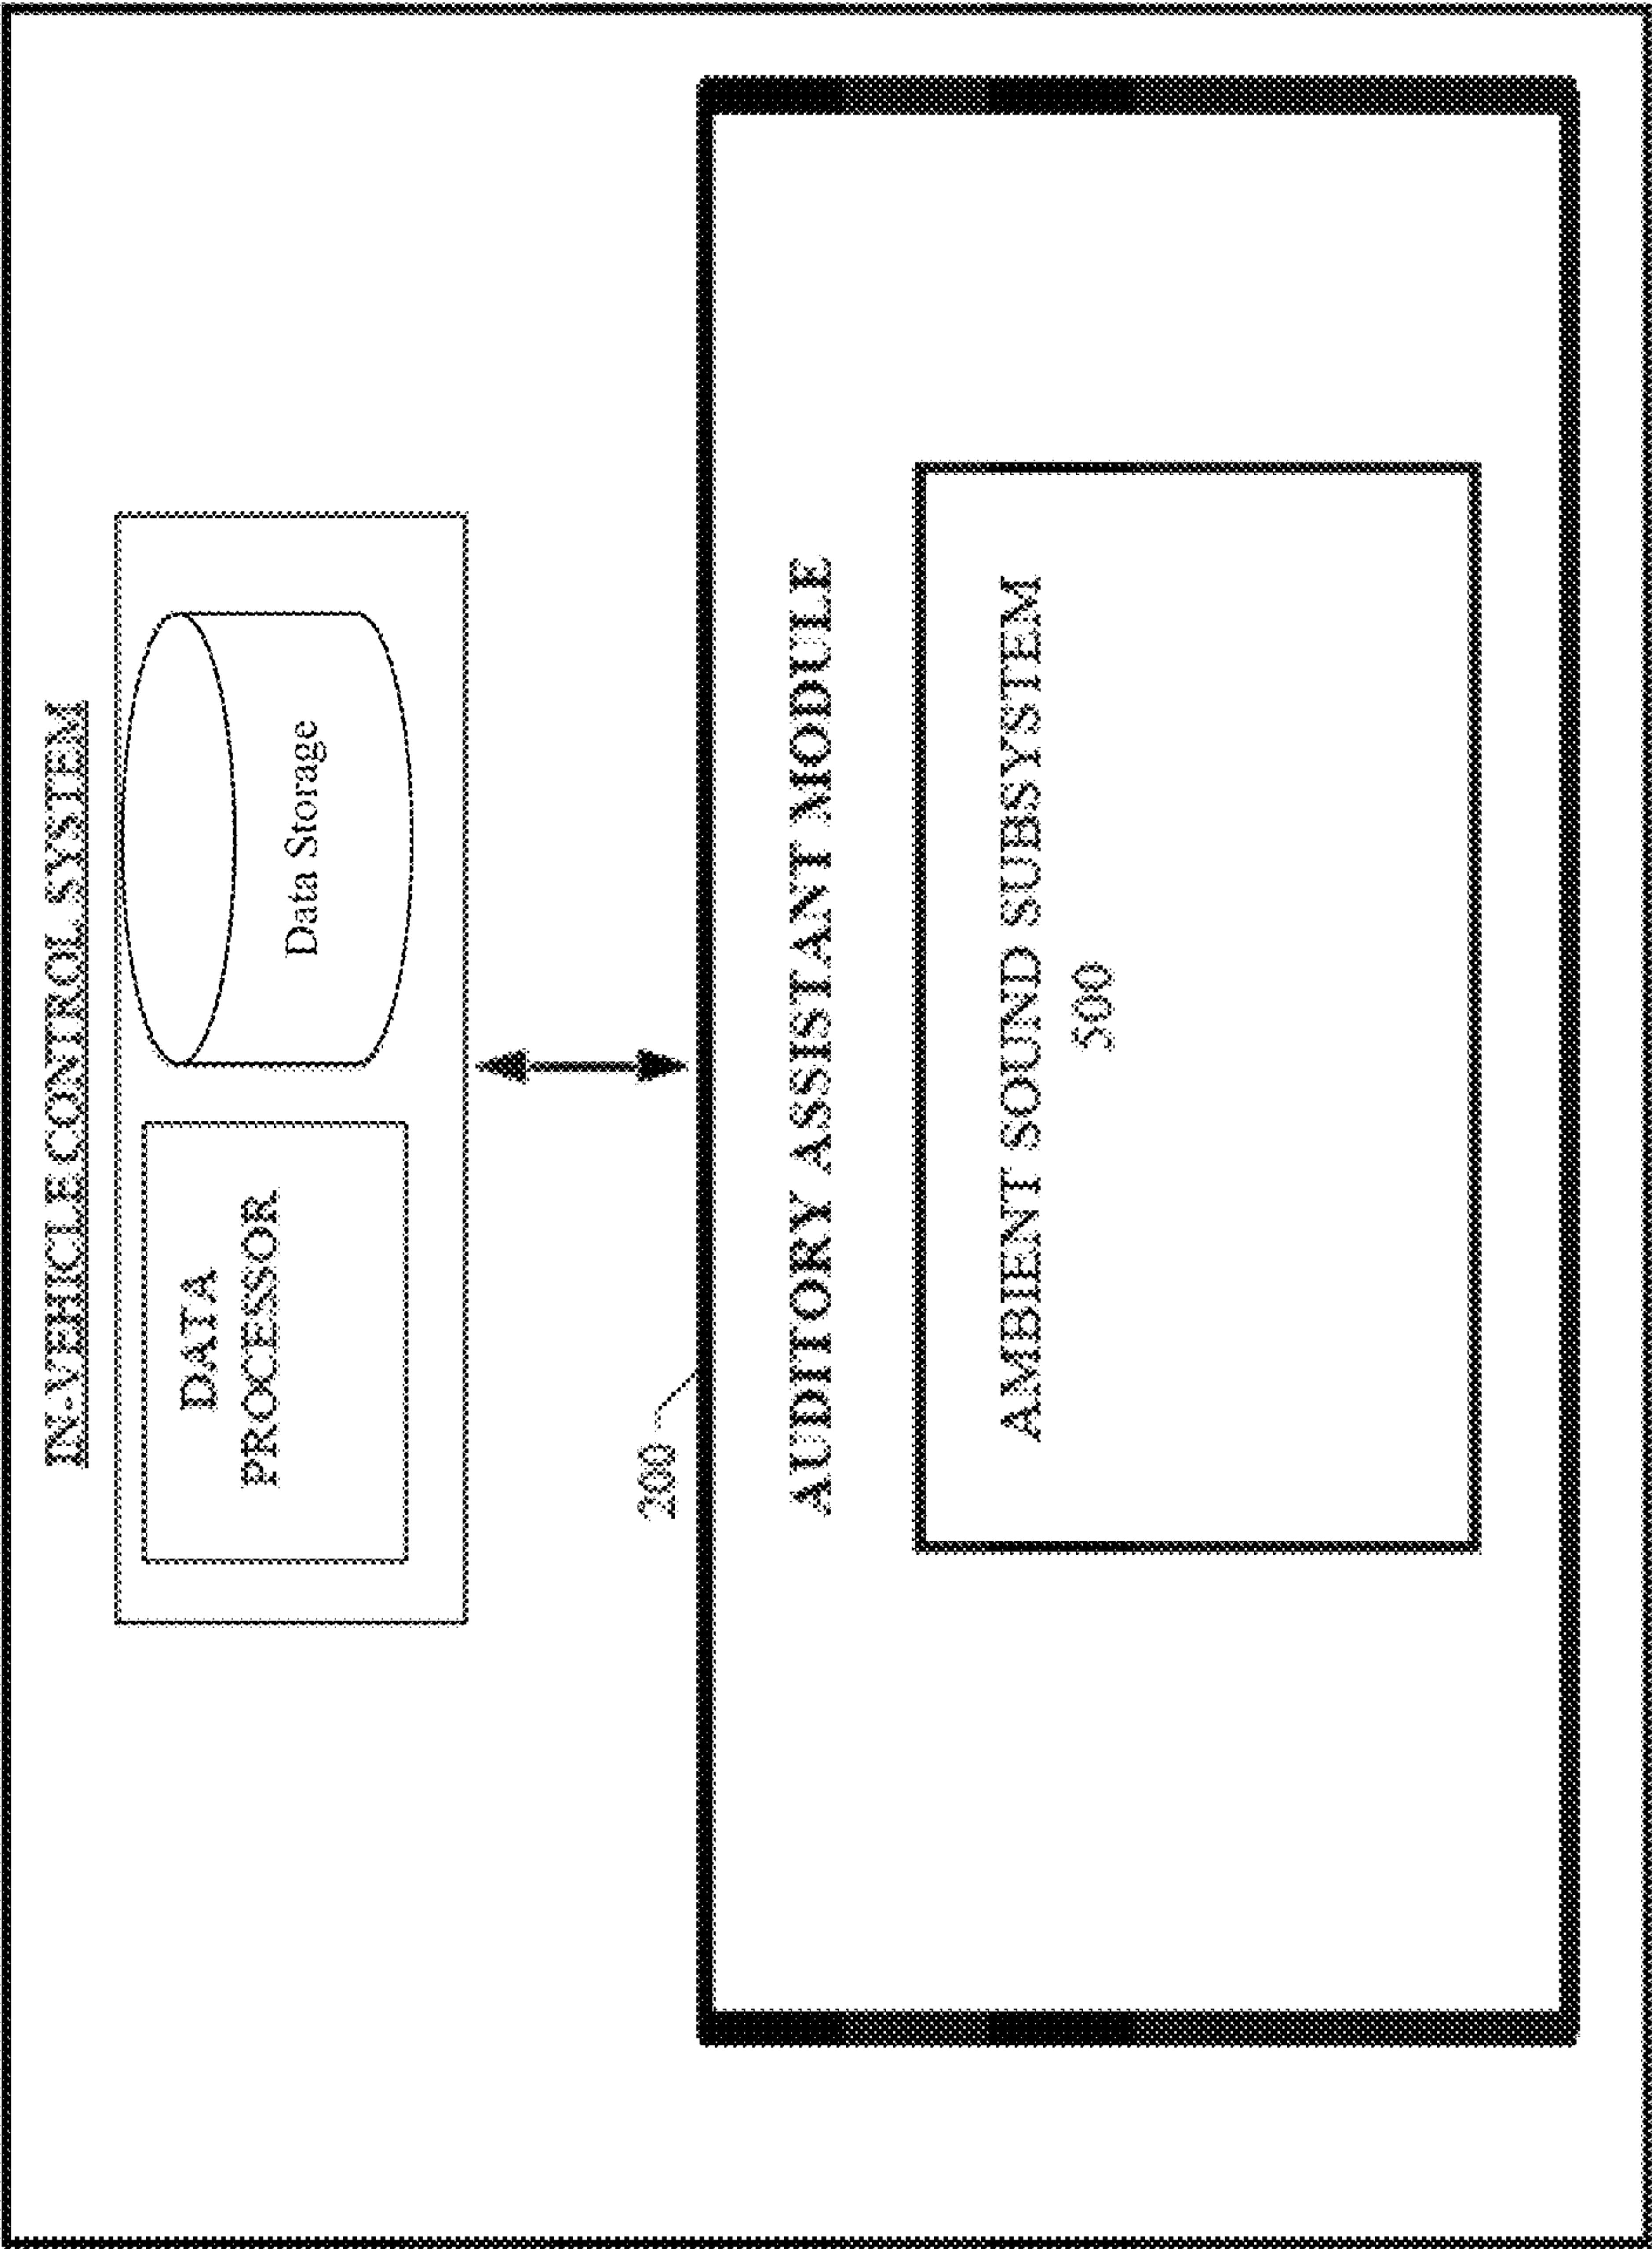 IN-VEHICLE CONTROL SYSTEM
DATA
PROCESSOR
Data Storage
200
AUDITORY ASSISTANT MODULE
AMBIENT SOUND SUBSYSTEM
500